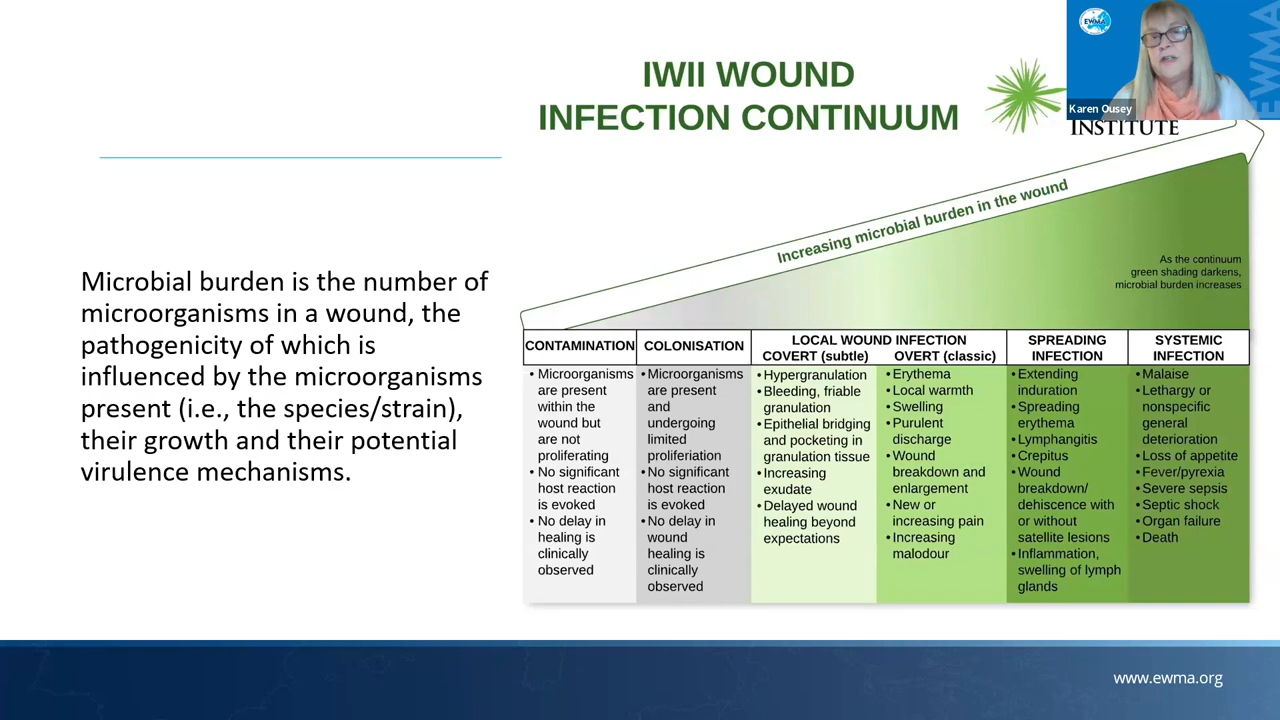 IWII WOUND
INFECTION CONTINUUM
EWMA
EWMA
Karen Ousey
INSTITUTE
Increasing microbial burden in the wound
As the continuum
green shading darkens,
microbial burden increases
Microbial burden is the number of
microorganisms in a wound, the
pathogenicity of which is
influenced by the microorganisms
present (i.e., the species/strain),
their growth and their potential
virulence mechanisms.
CONTAMINATION
• Microorganisms
are present
within the
wound but
are not
proliferating
• No significant
host reaction
is evoked
• No delay in
healing is
clinically
observed
COLONISATION
• Microorganisms
are present
and
undergoing
limited
proliferiation
• No significant
host reaction
is evoked
• No delay in
wound
healing is
clinically
observed
LOCAL WOUND INFECTION
COVERT (subtle)
• Hypergranulation
• Bleeding, friable
granulation
• Epithelial bridging
and pocketing in
granulation tissue
• Increasing
exudate
• Delayed wound
healing beyond
expectations
OVERT (classic)
• Erythema
• Local warmth
• Swelling
• Purulent
discharge
• Wound
breakdown and
enlargement
• New or
increasing pain
• Increasing
malodour
SPREADING
INFECTION
• Extending
induration
• Spreading
erythema
• Lymphangitis
• Crepitus
• Wound
breakdown/
dehiscence with
or without
satellite lesions
• Inflammation,
swelling of lymph
glands
SYSTEMIC
INFECTION
• Malaise
• Lethargy or
nonspecific
general
deterioration
• Loss of appetite
• Fever/pyrexia
• Severe sepsis
• Septic shock
• Organ failure
• Death
www.ewma.org